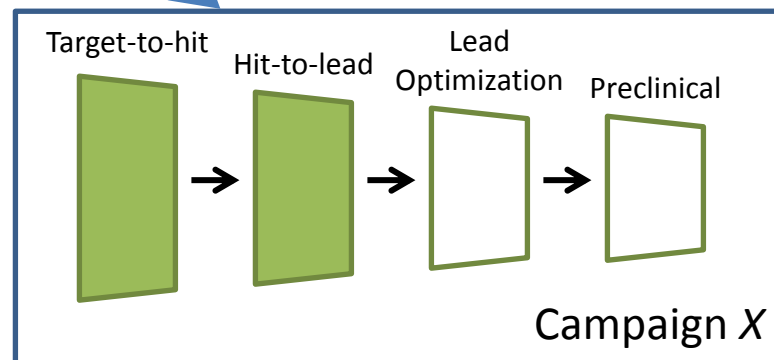 Target-to-hit
Hit-to-lead
Lead
Optimization
Preclinical
Campaign X